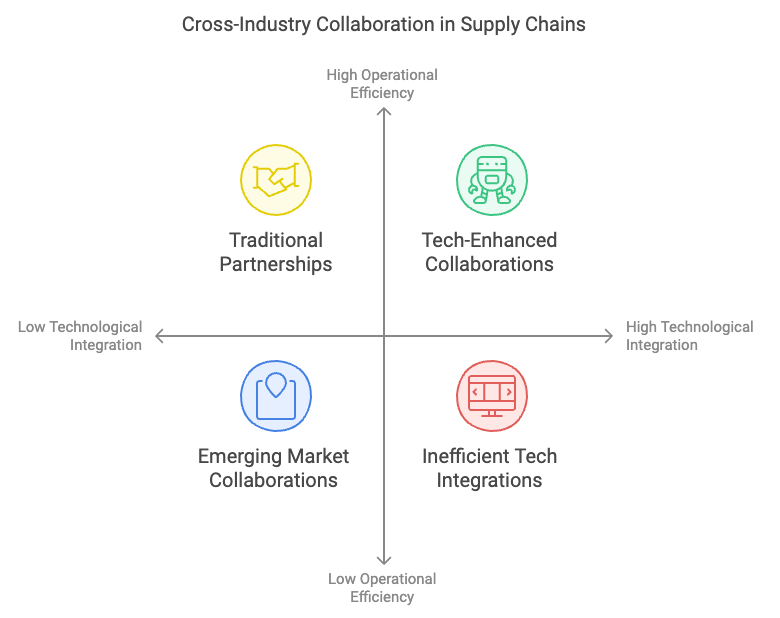 Cross-Industry Collaboration in Supply Chains
High Operational
Efficiency
Traditional
Partnerships
Tech-Enhanced
Collaborations
Low Technological
Integration
High Technological
Integration
Emerging Market
Collaborations
Inefficient Tech
Integrations
Low Operational
Efficiency